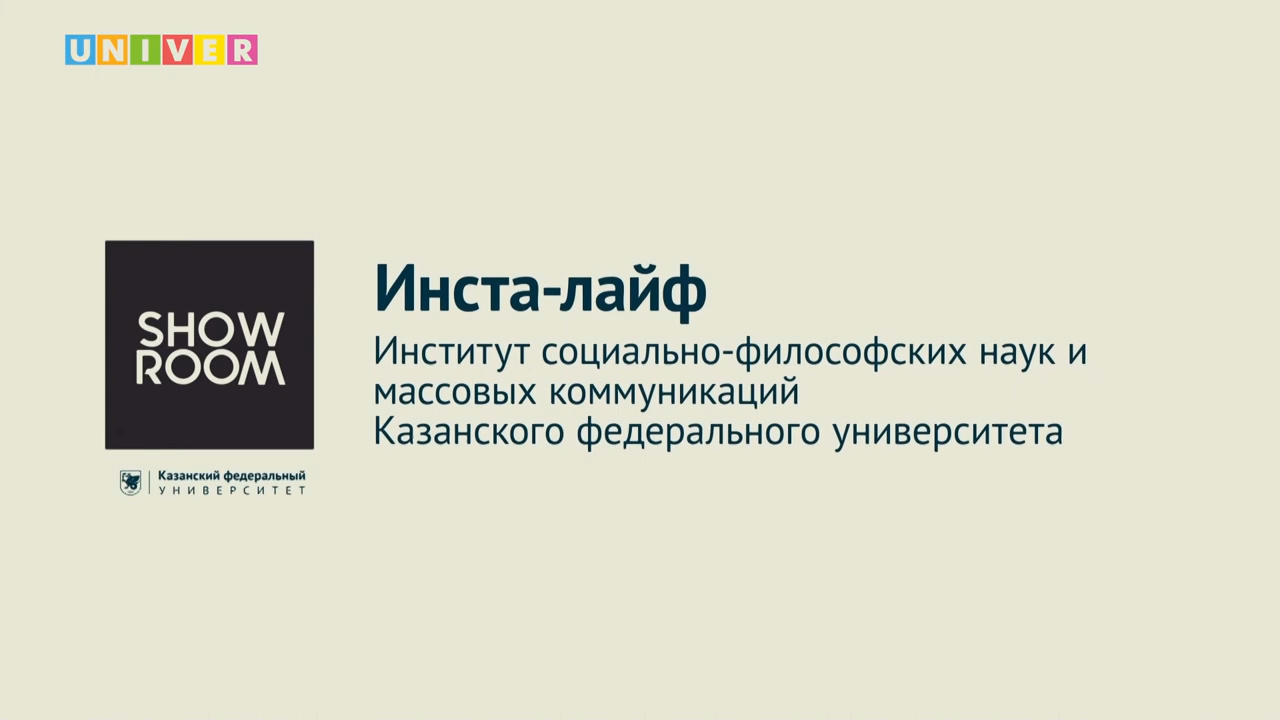 UNIVER
SHOW
ROOM
Казанский федеральный
УНИВЕРСИТЕТ
Инста-лайф
Институт социально-философских наук и
массовых коммуникаций
Казанского федерального университета